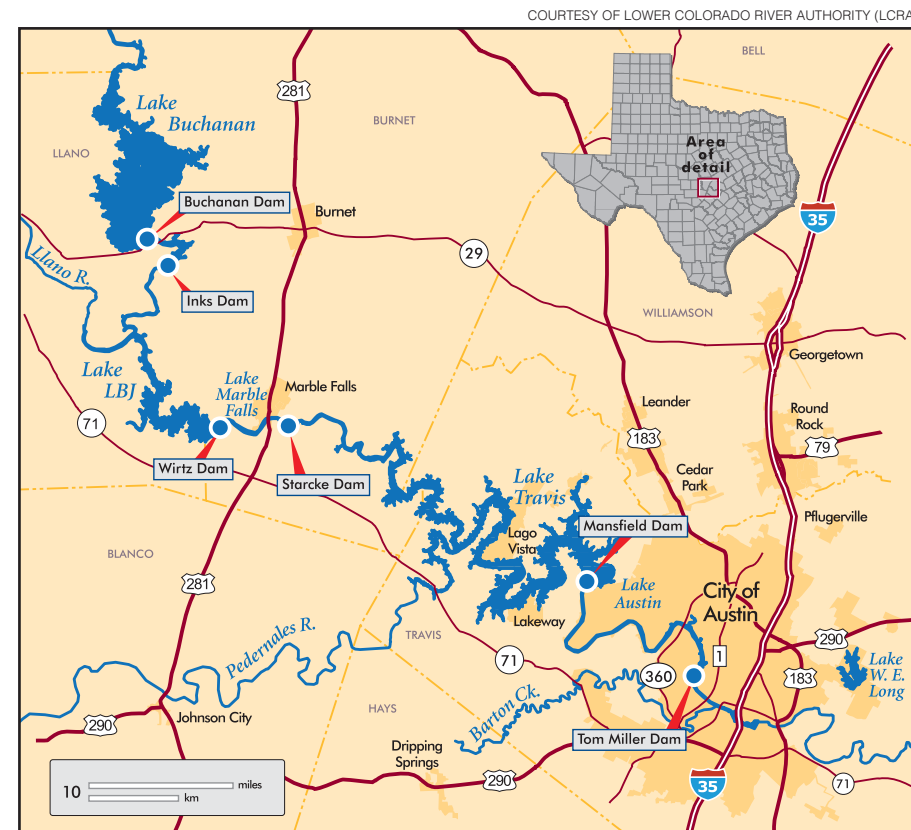 COURTESY OF LOWER COLORADO RIVER AUTHORITY (LCRA
BELL
281
Lake
Buchanan
BURNET
LLANO
Area
of
detail
Buchanan Dam
Burnet
35
29
Llano R.
Inks Dam
WILLIAMSON
Georgetown
Lake
LBJ
Lake
Marble
Falls
Marble Falls
Leander
Round
Rock
71
183
79
Wirtz Dam
Starcke Dam
Cedar
Park
Lake
Travis
Mansfield Dam
Pflugerville
Lago
Vista
BLANCO
281
Lake
Austin
City of
Austin
Lakeway
Pedernales R.
TRAVIS
290
1
71
360
183
Lake
W. E.
Long
Barton Ck.
HAYS
290
Johnson City
Tom Miller Dam
Dripping
Springs
290
71
35
10
miles
km